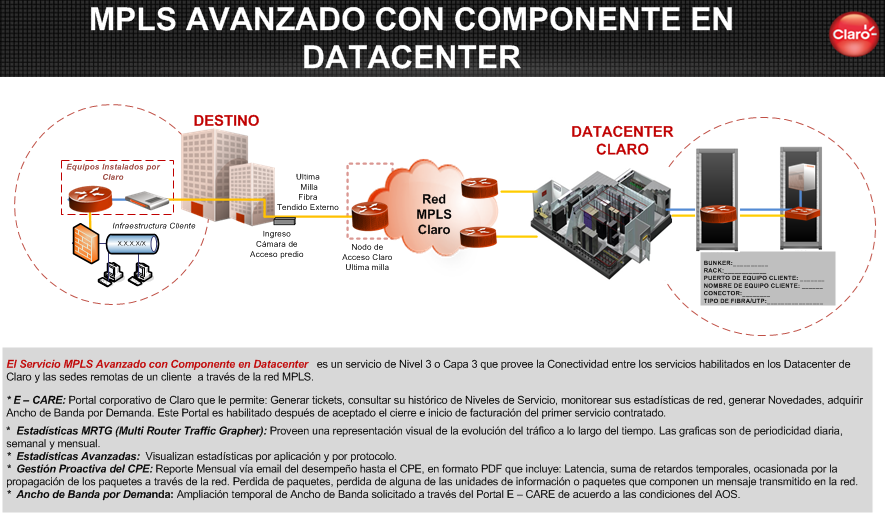 MPLS AVANZADO CON COMPONENTE EN
DATACENTER
Claro
DESTINO
Equipos Instalados por
Claro
Infraestructura Cliente
X.X.X.X/X
Ultima
Milla
Fibra
Tendido Externo
Ingreso
Cámara de
Acceso predio
Nodo de
Acceso Claro
Ultima milla
Red
MPLS
Claro
DATACENTER
CLARO
BUNKER:___________
RACK:_____________
PUERTO DE EQUIPO CLIENTE: _______
NOMBRE DE EQUIPO CLIENTE: _______
CONECTOR:_________
TIPO DE FIBRA/UTP:__________________
El Servicio MPLS Avanzado con Componente en Datacenter es un servicio de Nivel 3 o Capa 3 que provee la Conectividad entre los servicios habilitados en los Datacenter de
Claro y las sedes remotas de un cliente a través de la red MPLS.
* E – CARE: Portal corporativo de Claro que le permite: Generar tickets, consultar su histórico de Niveles de Servicio, monitorear sus estadísticas de red, generar Novedades, adquirir
Ancho de Banda por Demanda. Este Portal es habilitado después de aceptado el cierre e inicio de facturación del primer servicio contratado.
* Estadísticas MRTG (Multi Router Traffic Grapher): Proveen una representación visual de la evolución del tráfico a lo largo del tiempo. Las graficas son de periodicidad diaria,
semanal y mensual.
* Estadísticas Avanzadas: Visualizan estadísticas por aplicación y por protocolo.
* Gestión Proactiva del CPE: Reporte Mensual vía email del desempeño hasta el CPE, en formato PDF que incluye: Latencia, suma de retardos temporales, ocasionada por la
propagación de los paquetes a través de la red. Perdida de paquetes, perdida de alguna de las unidades de información o paquetes que componen un mensaje transmitido en la red.
* Ancho de Banda por Demanda: Ampliación temporal de Ancho de Banda solicitado a través del Portal E – CARE de acuerdo a las condiciones del AOS.